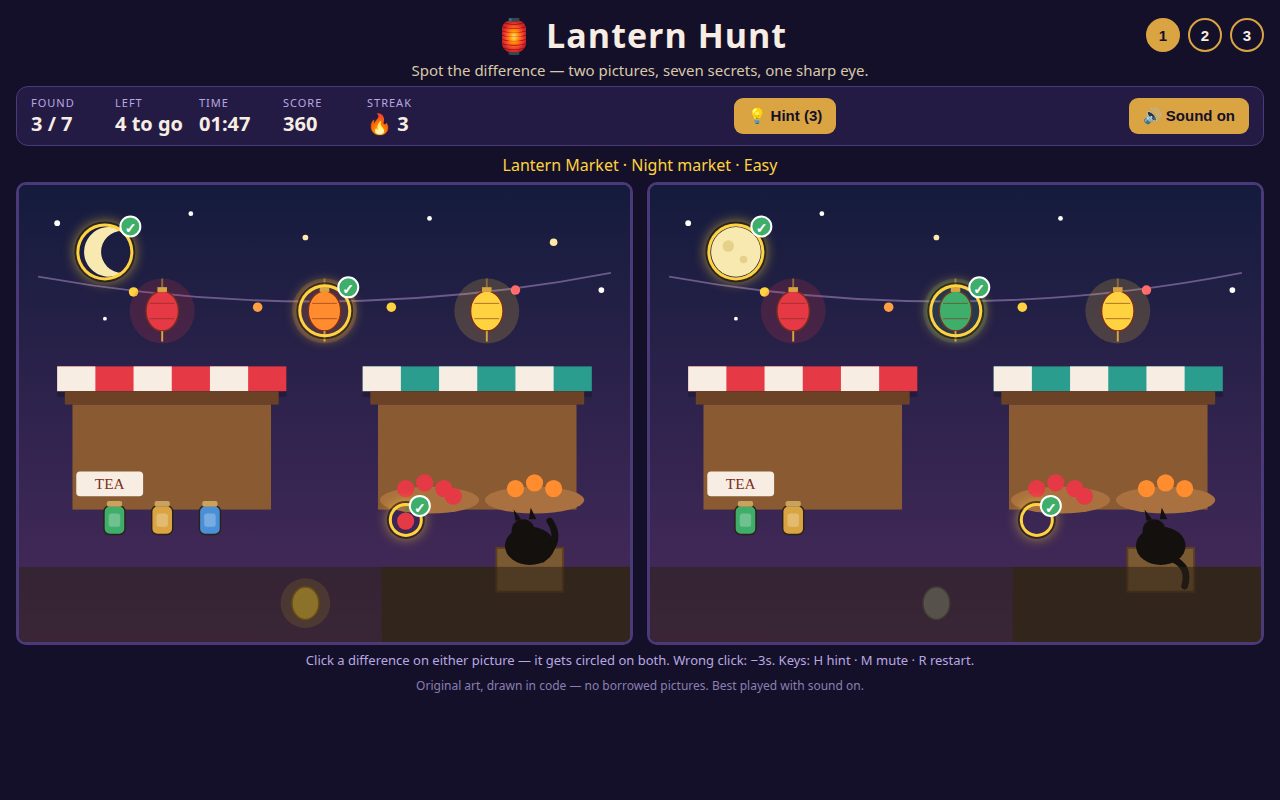 🏮 Lantern Hunt
1 2 3
Spot the difference — two pictures, seven secrets, one sharp eye.
FOUND LEFT TIME SCORE STREAK
3 / 7 4 to go 01:47 360 🔥 3
💡 Hint (3)
🔊 Sound on
Lantern Market · Night market · Easy
TEA
TEA
Click a difference on either picture — it gets circled on both. Wrong click: −3s. Keys: H hint · M mute · R restart.
Original art, drawn in code — no borrowed pictures. Best played with sound on.